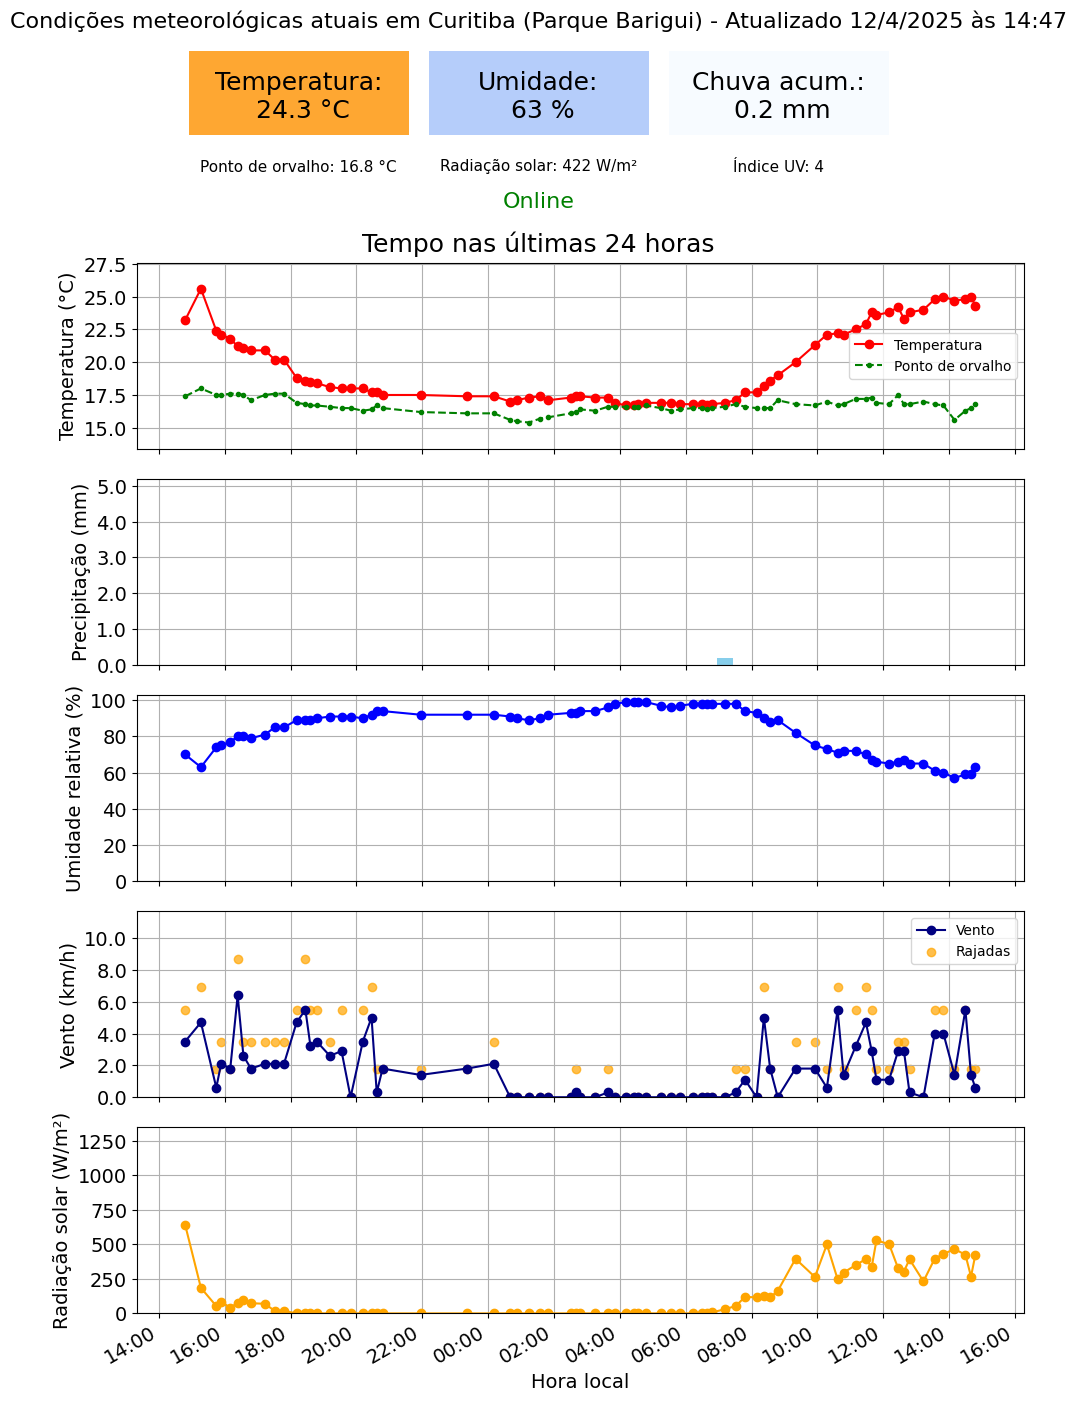 Condições meteorológicas atuais em Curitiba (Parque Barigui) - Atualizado 12/4/2025 às 14:47
Temperatura:
24.3 °C
Umidade:
63 %
Chuva acum.:
0.2 mm
Ponto de orvalho: 16.8 °C
Radiação solar: 422 W/m²
Índice UV: 4
Online
Tempo nas últimas 24 horas
Temperatura (°C)
27.5
25.0
22.5
20.0
17.5
15.0
Temperatura
Ponto de orvalho
Precipitação (mm)
5.0
4.0
3.0
2.0
1.0
0.0
Umidade relativa (%)
100
80
60
40
20
0
Vento (km/h)
10.0
8.0
6.0
4.0
2.0
0.0
Vento
Rajadas
Radiação solar (W/m²)
1250
1000
750
500
250
0
14:00
16:00
18:00
20:00
22:00
00:00
02:00
04:00
06:00
08:00
10:00
12:00
14:00
16:00
Hora local